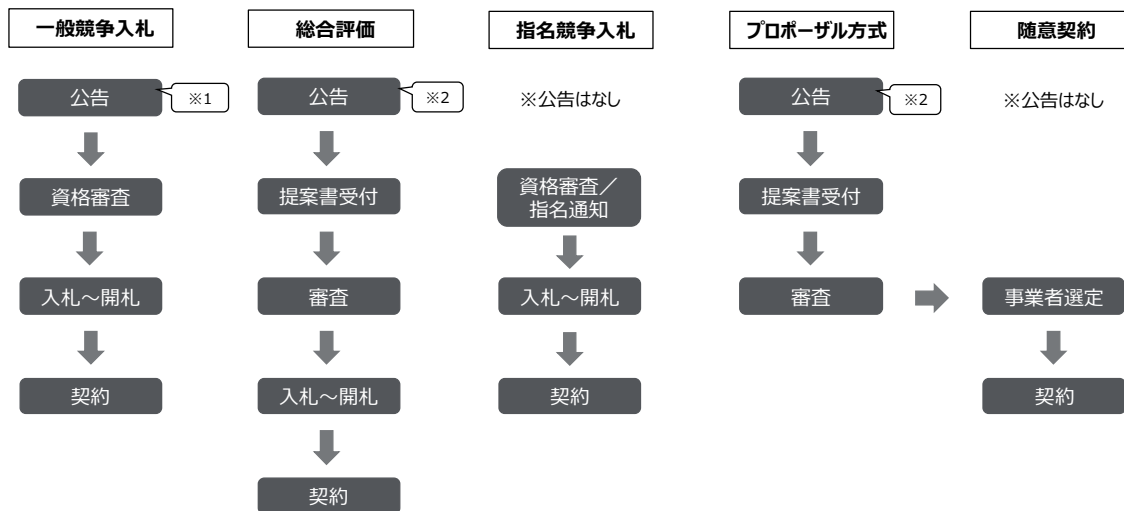 一般競争入札
公告
※1
資格審査
入札～開札
契約
総合評価
公告
※2
提案書受付
審査
入札～開札
契約
指名競争入札
※公告はなし
資格審査／
指名通知
入札～開札
契約
プロポーザル方式
公告
※2
提案書受付
審査
随意契約
※公告はなし
事業者選定
契約